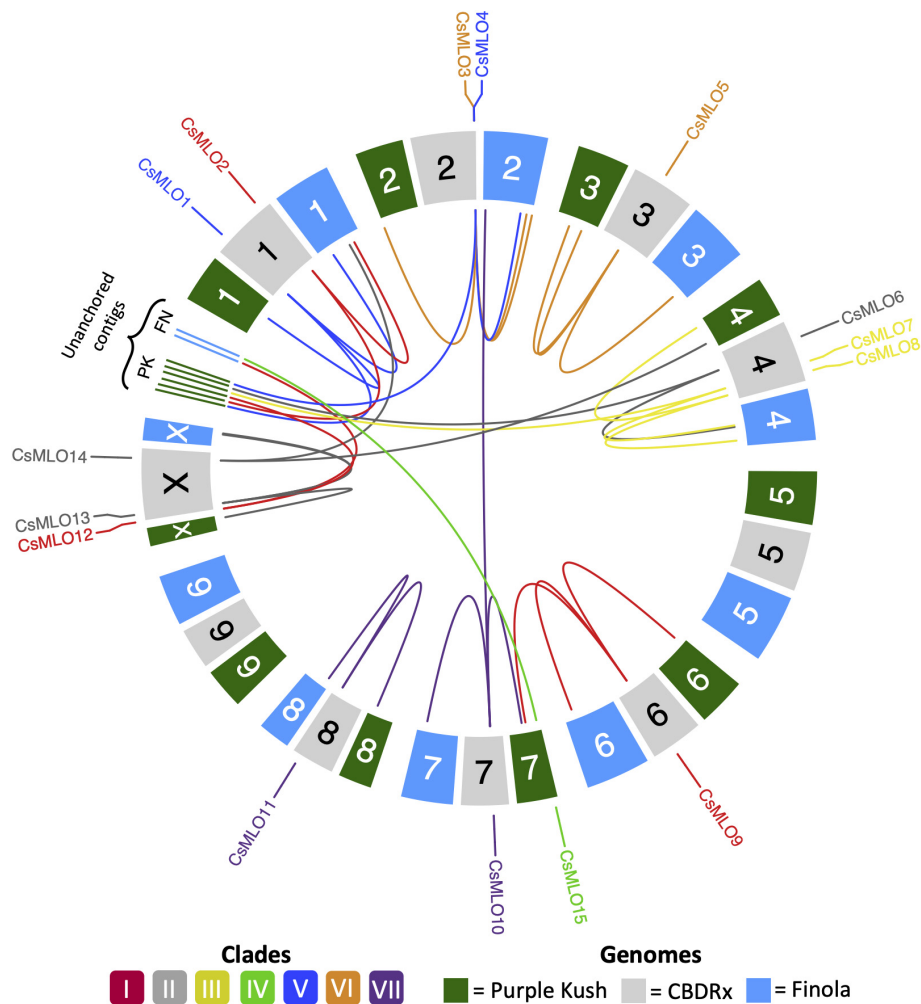 CsMLO3
CsMLO4
CsMLO5
CsMLO2
CsMLO1
2
2
2
3
3
3
1
1
1
4
4
4
CsMLO6
CsMLO7
CsMLO8
Unanchored
contigs
FN
PK
X
X
X
CsMLO14
CsMLO13
CsMLO12
5
5
5
9
9
9
6
6
6
8
8
8
7
7
7
CsMLO9
CsMLO11
CsMLO10
CsMLO15
Clades
I II III IV V VI VII
Genomes
= Purple Kush = CBDRx = Finola